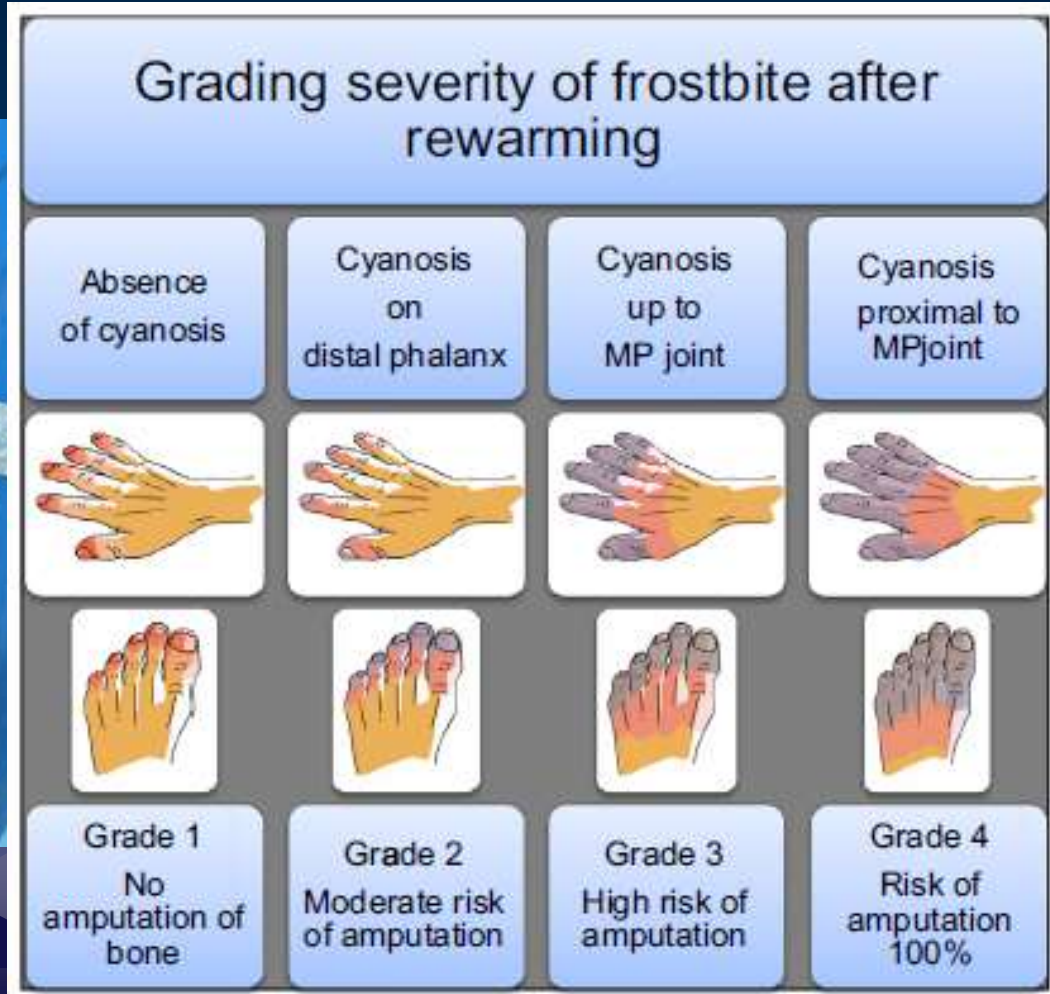 Grading severity of frostbite after
rewarming
Absence
of cyanosis
Cyanosis
on
distal phalanx
Cyanosis
up to
MP joint
Cyanosis
proximal to
MPjoint
Grade 1
No
amputation of
bone
Grade 2
Moderate risk
of amputation
Grade 3
High risk of
amputation
Grade 4
Risk of
amputation
100%